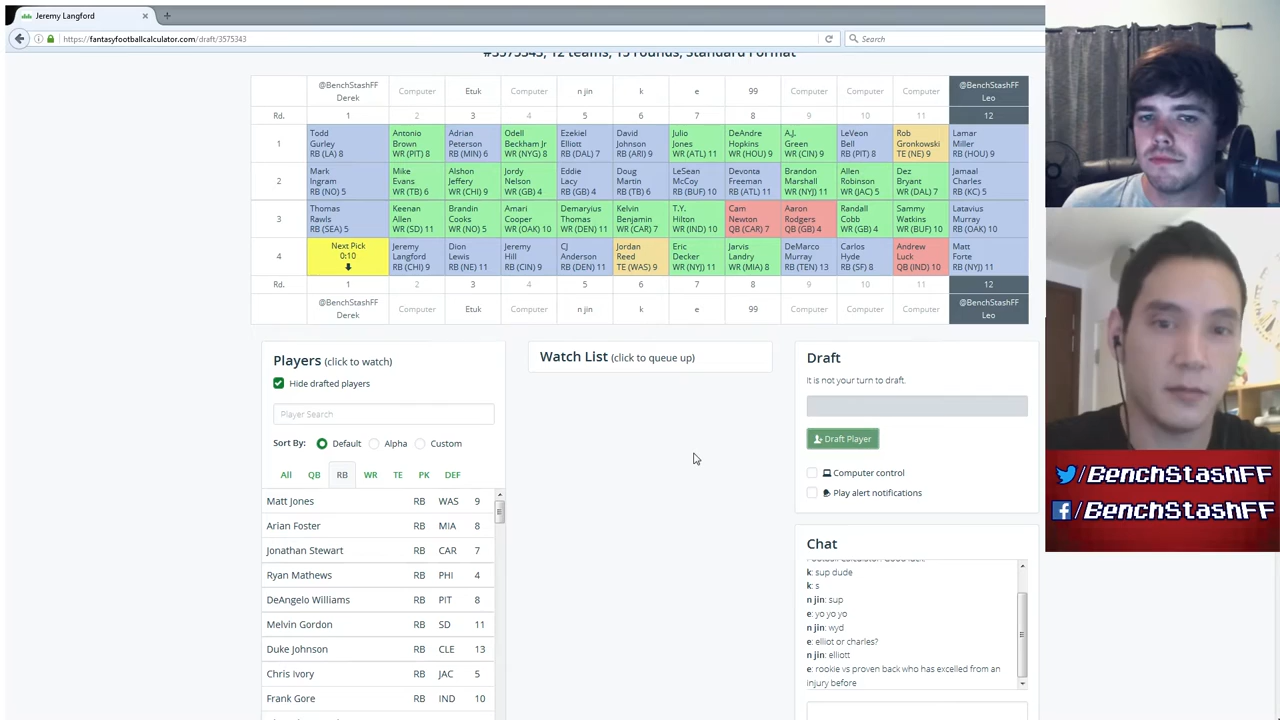 Jeremy Langford
https://fantasyfootballcalculator.com/draft/3575343
Search
#3575343, 12 teams, 15 rounds, Standard Format
@BenchStashFF Derek Computer Etuk Computer n jin k e 99 Computer Computer Computer @BenchStashFF Leo
Rd. 1 2 3 4 5 6 7 8 9 10 11 12
1 Todd Gurley RB (LA) 8 Antonio Brown WR (PIT) 8 Adrian Peterson RB (MIN) 6 Odell Beckham Jr WR (NYG) 8 Ezekiel Elliott RB (DAL) 7 David Johnson RB (ARI) 9 Julio Jones WR (ATL) 11 DeAndre Hopkins WR (HOU) 9 A.J. Green WR (CIN) 9 LeVeon Bell RB (PIT) 8 Rob Gronkowski TE (NE) 9 Lamar Miller RB (HOU) 9
2 Mark Ingram RB (NO) 5 Mike Evans WR (TB) 6 Alshon Jeffery WR (CHI) 9 Jordy Nelson WR (GB) 4 Eddie Lacy RB (GB) 4 Doug Martin RB (TB) 6 LeSean McCoy RB (BUF) 10 Devonta Freeman RB (ATL) 11 Brandon Marshall WR (NYJ) 11 Allen Robinson WR (JAC) 5 Dez Bryant WR (DAL) 7 Jamaal Charles RB (KC) 5
3 Thomas Rawls RB (SEA) 5 Keenan Allen WR (SD) 11 Brandin Cooks WR (NO) 5 Amari Cooper WR (OAK) 10 Demaryius Thomas WR (DEN) 11 Kelvin Benjamin WR (CAR) 7 T.Y. Hilton WR (IND) 10 Cam Newton QB (CAR) 7 Aaron Rodgers QB (GB) 4 Randall Cobb WR (GB) 4 Sammy Watkins WR (BUF) 10 Latavius Murray RB (OAK) 10
4 Next Pick 0:10 Jeremy Langford RB (CHI) 9 Dion Lewis RB (NE) 11 Jeremy Hill RB (CIN) 9 CJ Anderson RB (DEN) 11 Jordan Reed TE (WAS) 9 Eric Decker WR (NYJ) 11 Jarvis Landry WR (MIA) 8 DeMarco Murray RB (TEN) 13 Carlos Hyde RB (SF) 8 Andrew Luck QB (IND) 10 Matt Forte RB (NYJ) 11
Rd. 1 2 3 4 5 6 7 8 9 10 11 12
@BenchStashFF Derek Computer Etuk Computer n jin k e 99 Computer Computer Computer @BenchStashFF Leo
Players (click to watch)
Hide drafted players
Player Search
Sort By: Default Alpha Custom
All QB RB WR TE PK DEF
Matt Jones RB WAS 9
Arian Foster RB MIA 8
Jonathan Stewart RB CAR 7
Ryan Mathews RB PHI 4
DeAngelo Williams RB PIT 8
Melvin Gordon RB SD 11
Duke Johnson RB CLE 13
Chris Ivory RB JAC 5
Frank Gore RB IND 10
Watch List (click to queue up)
Draft
It is not your turn to draft.
Draft Player
Computer control
Play alert notifications
Chat
k: sup dude
k: s
n jin: sup
e: yo yo yo
n jin: wyd
e: elliot or charles?
n jin: elliott
e: rookie vs proven back who has excelled from an
injury before
/BenchStashFF
/BenchStashFF